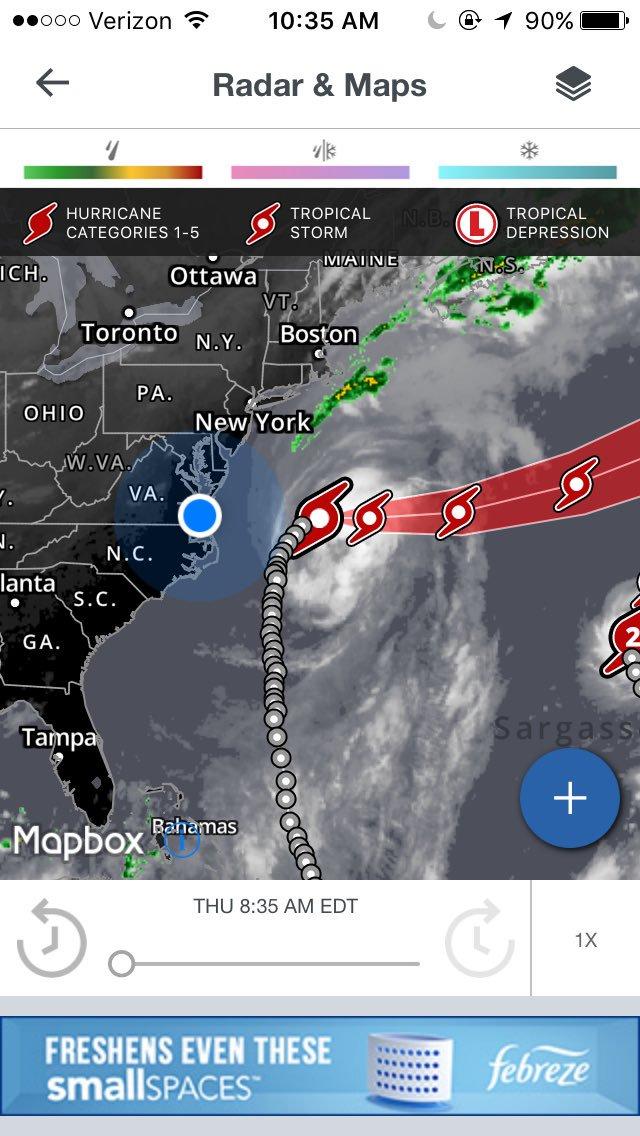 Verizon 10:35 AM 90%
Radar & Maps
HURRICANE
CATEGORIES 1-5
TROPICAL
STORM
TROPICAL
DEPRESSION
L
N.B.
MAINE
N.S.
ICH.
Ottawa
VT.
Toronto
N.Y.
Boston
PA.
OHIO
New York
W.VA.
VA.
N.C.
lanta
S.C.
GA.
2
Sargass
Tampa
Bahamas
Mapbox
+
THU 8:35 AM EDT
1X
FRESHENS EVEN THESE
smallSPACES™
febreze